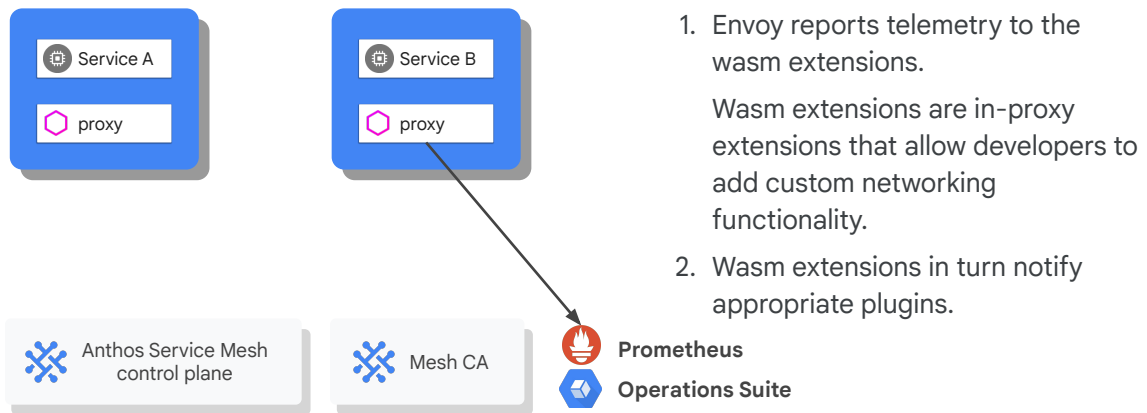 Service A
proxy
Service B
proxy
Anthos Service Mesh
control plane
Mesh CA
Prometheus
Operations Suite
1. Envoy reports telemetry to the
wasm extensions.
Wasm extensions are in-proxy
extensions that allow developers to
add custom networking
functionality.
2. Wasm extensions in turn notify
appropriate plugins.